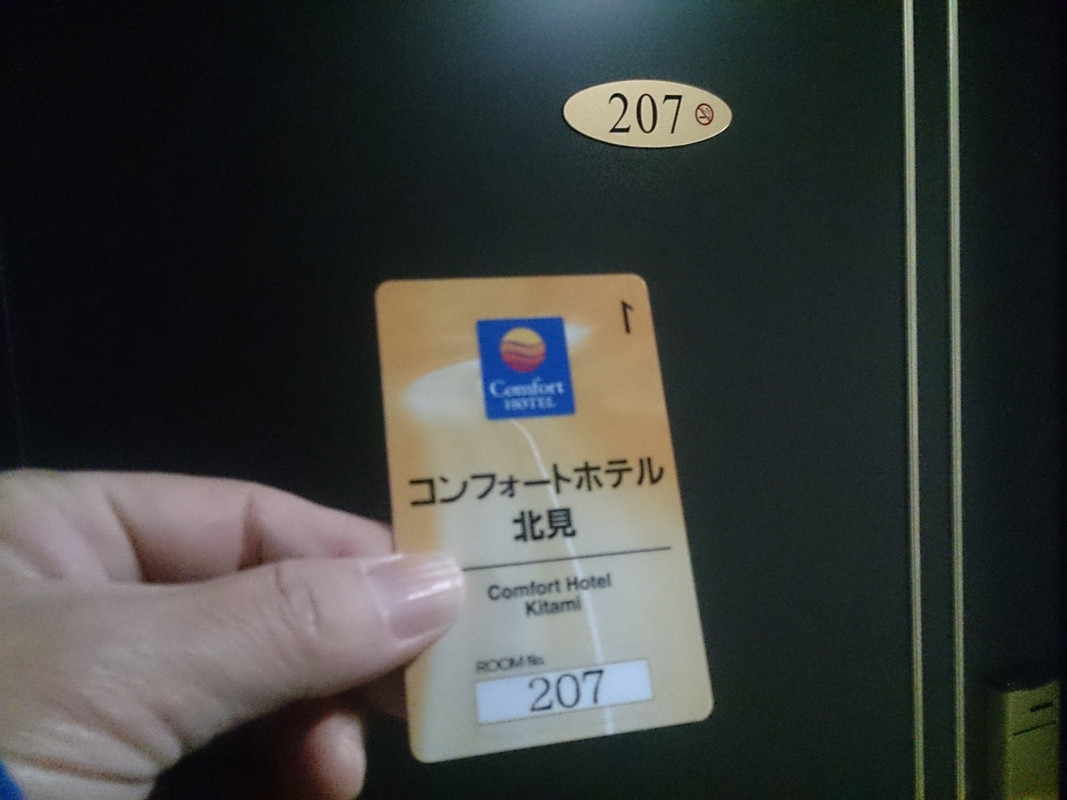 207
1
Comfort
HOTEL
コンフォートホテル
北見
Comfort Hotel
Kitami
ROOM No.
207